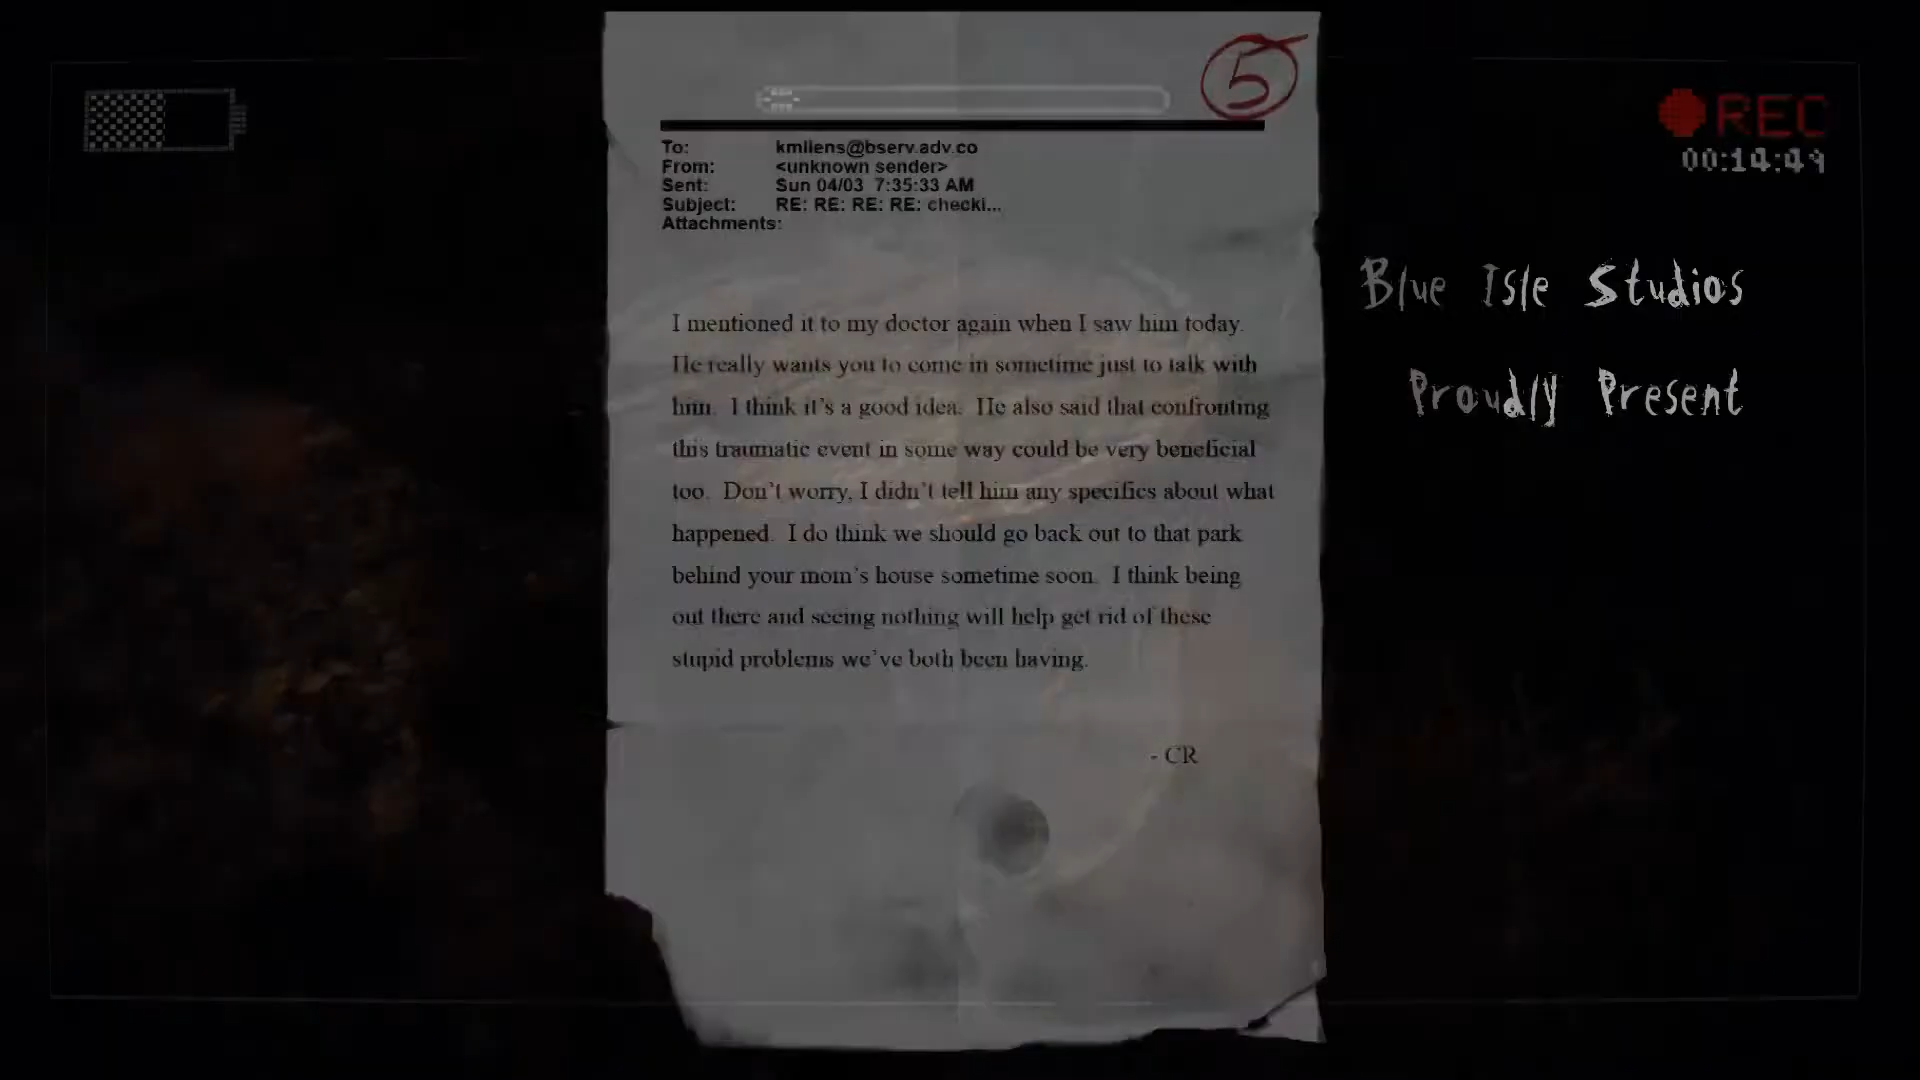 5
REC
00:14:49
To: kmilens@bserv.adv.co
From: <unknown sender>
Sent: Sun 04/03 7:35:33 AM
Subject: RE: RE: RE: RE: checki...
Attachments:
Blue Isle Studios
Proudly Present
I mentioned it to my doctor again when I saw him today.
He really wants you to come in sometime just to talk with
him. I think it's a good idea. He also said that confronting
this traumatic event in some way could be very beneficial
too. Don't worry, I didn't tell him any specifics about what
happened. I do think we should go back out to that park
behind your mom's house sometime soon. I think being
out there and seeing nothing will help get rid of these
stupid problems we've both been having.
- CR